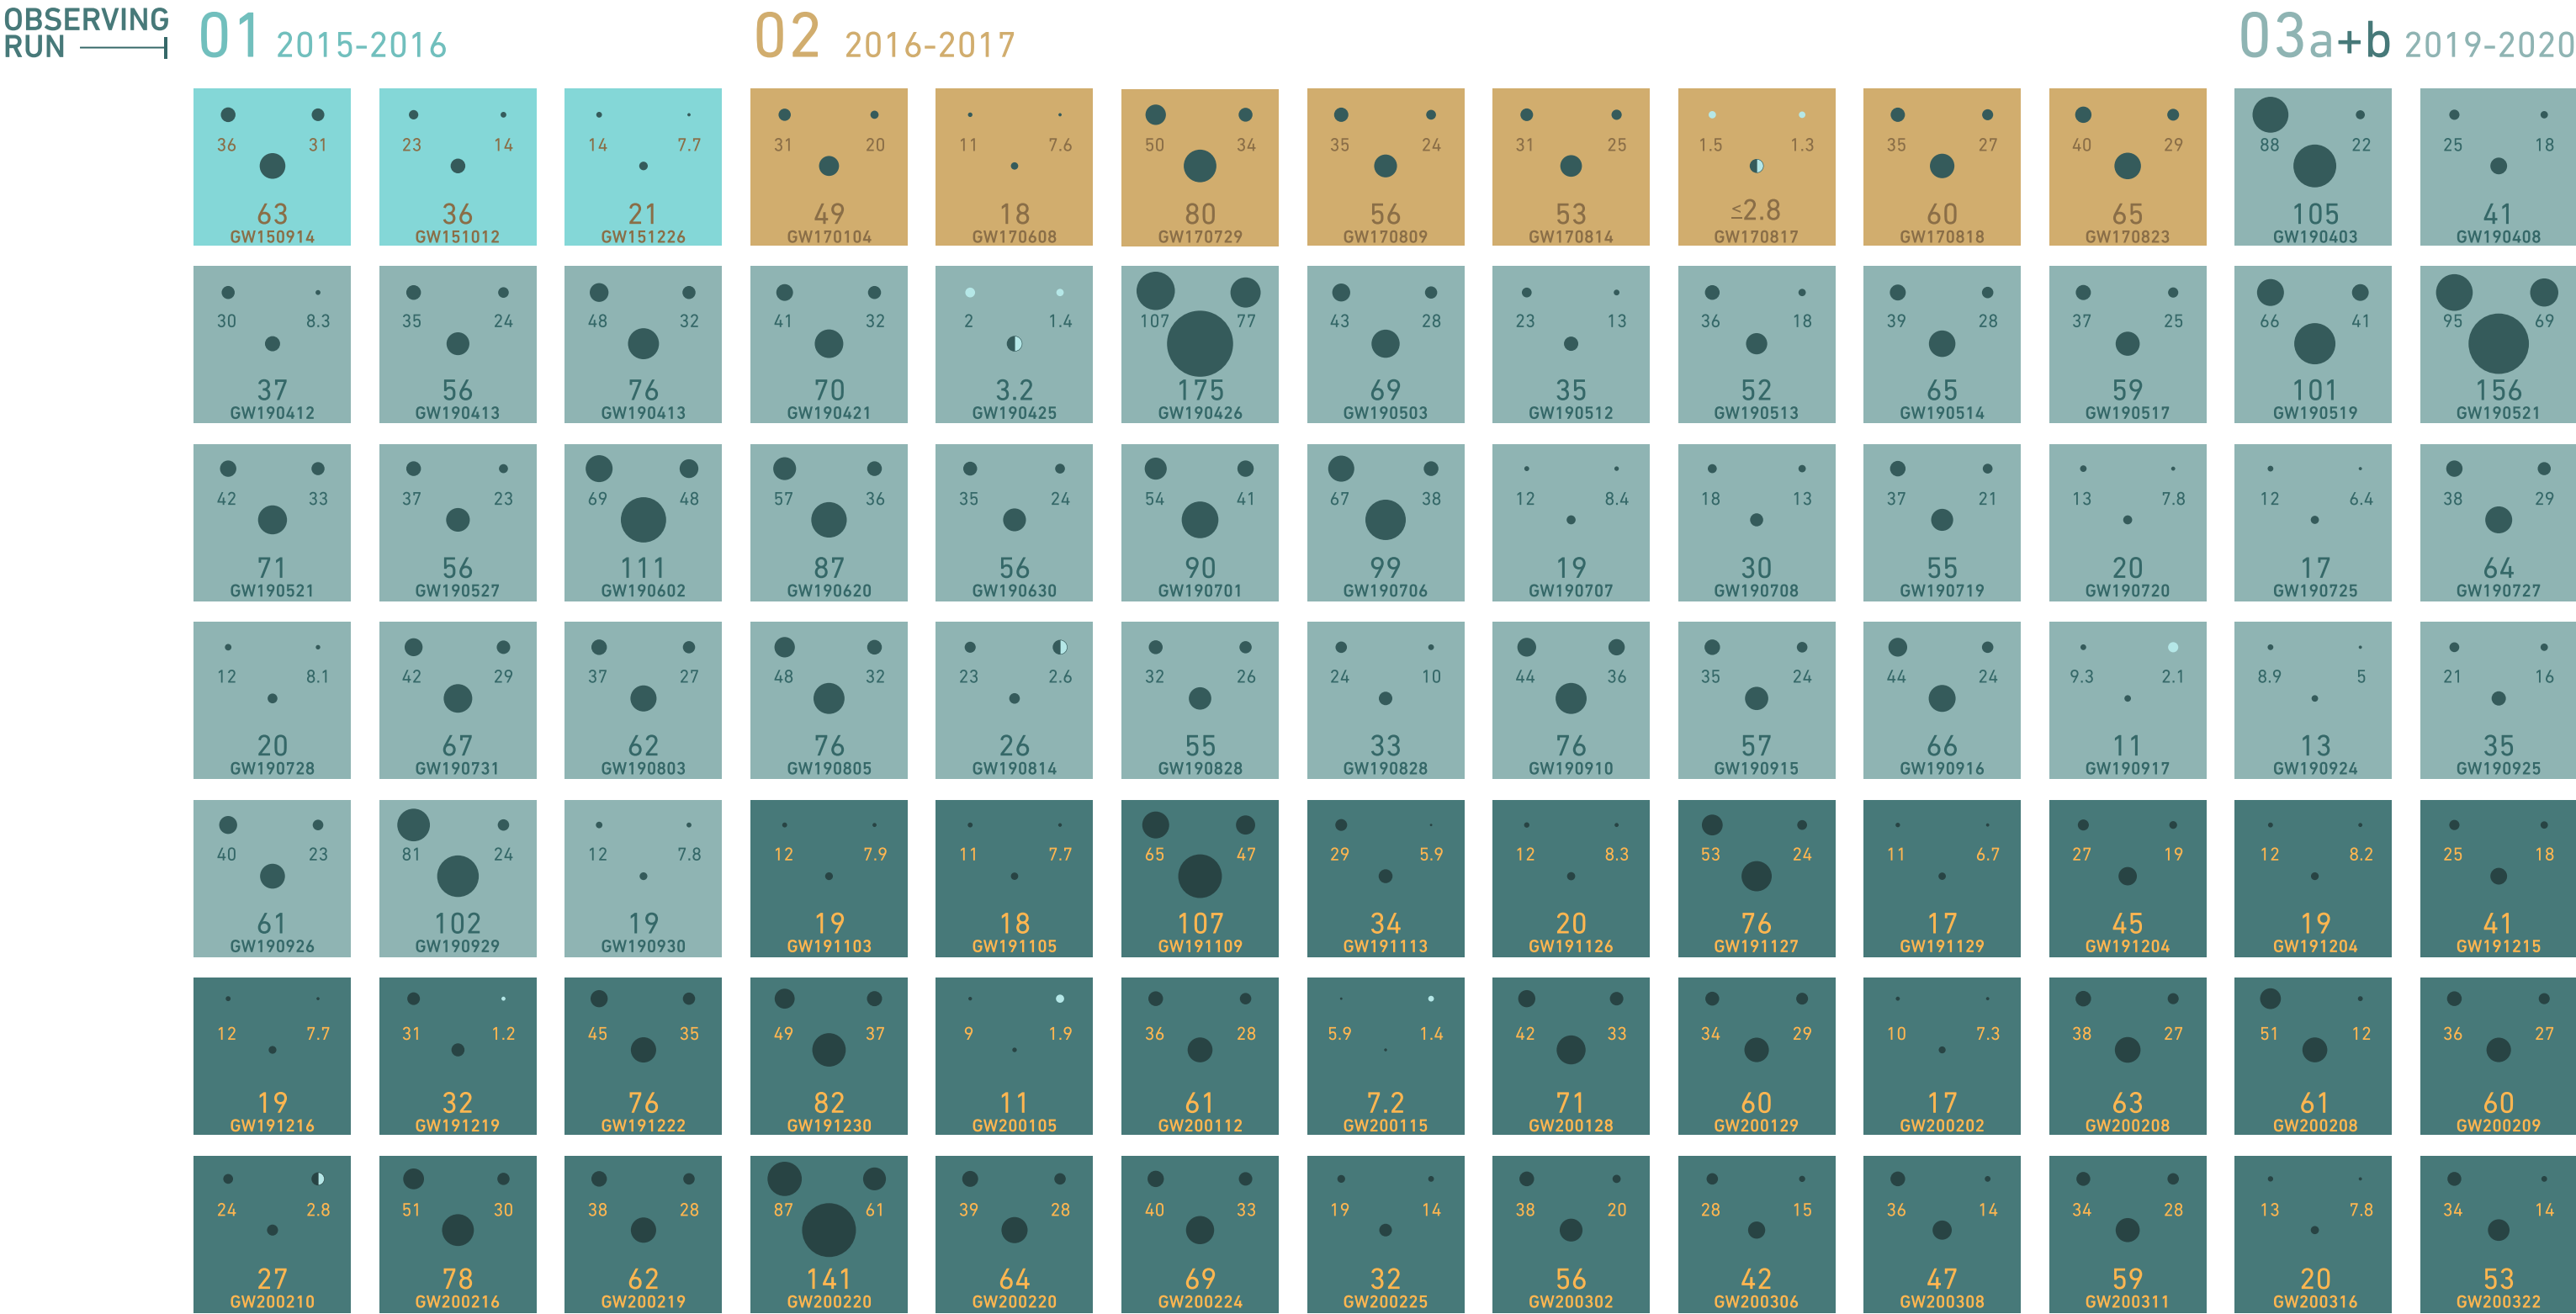 OBSERVING
RUN
01 2015-2016
02 2016-2017
03a+b 2019-2020
36 31
63
GW150914
23 14
36
GW151012
14 7.7
21
GW151226
31 20
49
GW170104
11 7.6
18
GW170608
50 34
80
GW170729
35 24
56
GW170809
31 25
53
GW170814
1.5 1.3
≤2.8
GW170817
35 27
60
GW170818
40 29
65
GW170823
88 22
105
GW190403
25 18
41
GW190408
30 8.3
37
GW190412
35 24
56
GW190413
48 32
76
GW190413
41 32
70
GW190421
2 1.4
3.2
GW190425
107 77
175
GW190426
43 28
69
GW190503
23 13
35
GW190512
36 18
52
GW190513
39 28
65
GW190514
37 25
59
GW190517
66 41
101
GW190519
95 69
156
GW190521
42 33
71
GW190521
37 23
56
GW190527
69 48
111
GW190602
57 36
87
GW190620
35 24
56
GW190630
54 41
90
GW190701
67 38
99
GW190706
12 8.4
19
GW190707
18 13
30
GW190708
37 21
55
GW190719
13 7.8
20
GW190720
12 6.4
17
GW190725
38 29
64
GW190727
12 8.1
20
GW190728
42 29
67
GW190731
37 27
62
GW190803
48 32
76
GW190805
23 2.6
26
GW190814
32 26
55
GW190828
24 10
33
GW190828
44 36
76
GW190910
35 24
57
GW190915
44 24
66
GW190916
9.3 2.1
11
GW190917
8.9 5
13
GW190924
21 16
35
GW190925
40 23
61
GW190926
81 24
102
GW190929
12 7.8
19
GW190930
12 7.9
19
GW191103
11 7.7
18
GW191105
65 47
107
GW191109
29 5.9
34
GW191113
12 8.3
20
GW191126
53 24
76
GW191127
11 6.7
17
GW191129
27 19
45
GW191204
12 8.2
19
GW191204
25 18
41
GW191215
12 7.7
19
GW191216
31 1.2
32
GW191219
45 35
76
GW191222
49 37
82
GW191230
9 1.9
11
GW200105
36 28
61
GW200112
5.9 1.4
7.2
GW200115
42 33
71
GW200128
34 29
60
GW200129
10 7.3
17
GW200202
38 27
63
GW200208
51 12
61
GW200208
36 27
60
GW200209
24 2.8
27
GW200210
51 30
78
GW200216
38 28
62
GW200219
87 61
141
GW200220
39 28
64
GW200220
40 33
69
GW200224
19 14
32
GW200225
38 20
56
GW200302
28 15
42
GW200306
36 14
47
GW200308
34 28
59
GW200311
13 7.8
20
GW200316
34 14
53
GW200322